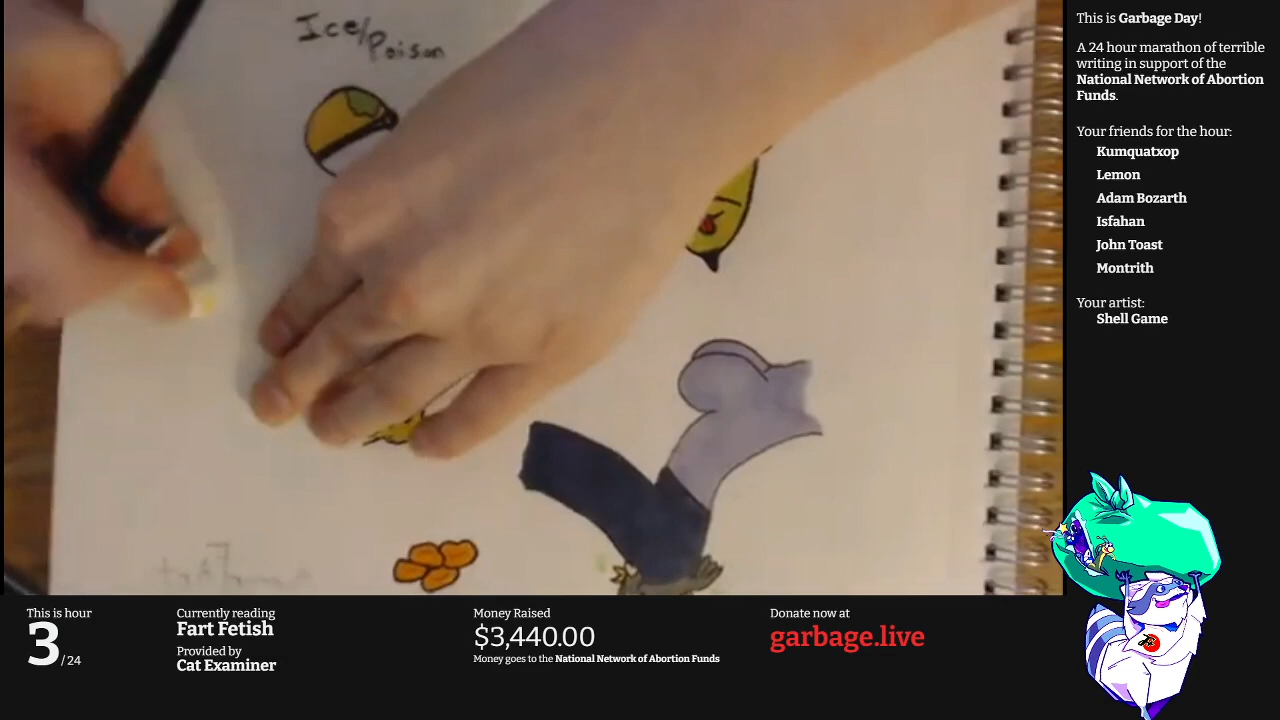 Ice/
Poison
This is Garbage Day!
A 24 hour marathon of terrible
writing in support of the
National Network of Abortion
Funds.
Your friends for the hour:
Kumquatxop
Lemon
Adam Bozarth
Isfahan
John Toast
Montrith
Your artist:
Shell Game
This is hour
3/24
Currently reading
Fart Fetish
Provided by
Cat Examiner
Money Raised
$3,440.00
Money goes to the National Network of Abortion Funds
Donate now at
garbage.live